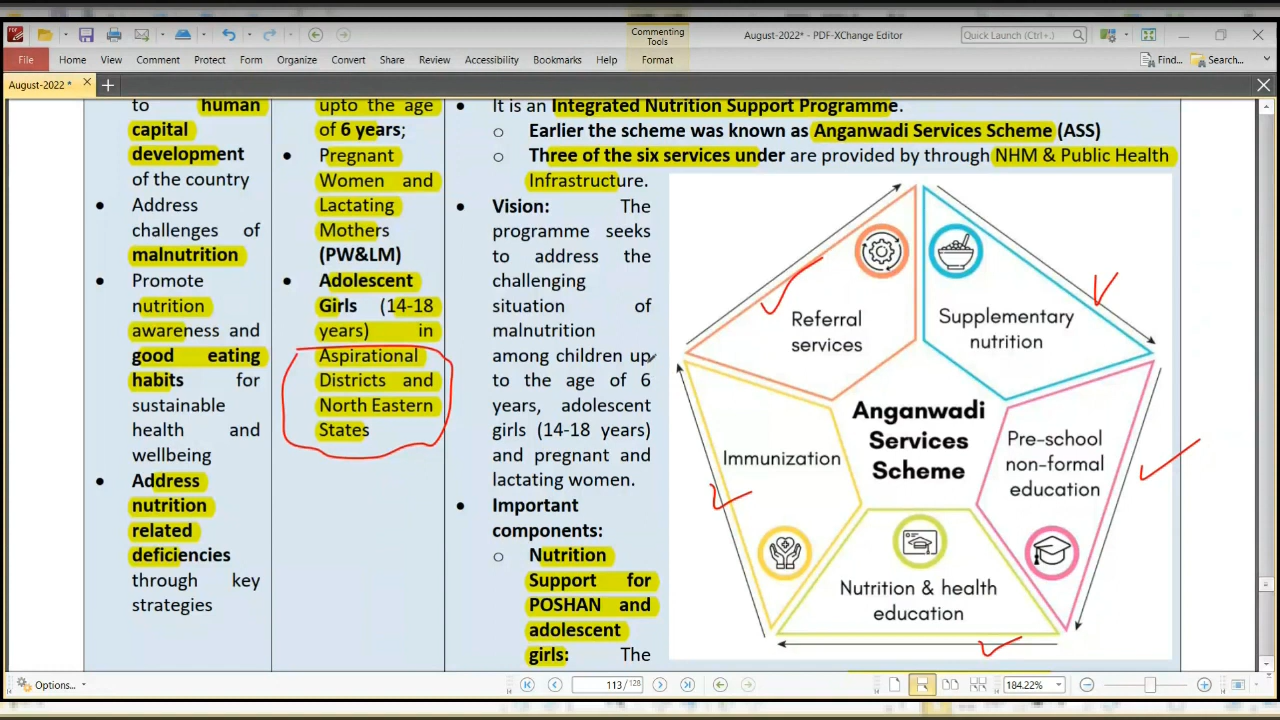 Commenting Tools
August-2022* - PDF-XChange Editor
Quick Launch (Ctrl+.)
File Home View Comment Protect Form Organize Convert Share Review Accessibility Bookmarks Help Format
Find... Search...
August-2022 *
to human
capital
development
of the country
Address
challenges of
malnutrition
Promote
nutrition
awareness and
good eating
habits for
sustainable
health and
wellbeing
Address
nutrition
related
deficiencies
through key
strategies
upto the age
of 6 years;
Pregnant
Women and
Lactating
Mothers
(PW&LM)
Adolescent
Girls (14-18
years) in
Aspirational
Districts and
North Eastern
States
It is an Integrated Nutrition Support Programme.
Earlier the scheme was known as Anganwadi Services Scheme (ASS)
Three of the six services under are provided by through NHM & Public Health
Infrastructure.
Vision: The
programme seeks
to address the
challenging
situation of
malnutrition
among children up
to the age of 6
years, adolescent
girls (14-18 years)
and pregnant and
lactating women.
Important
components:
Nutrition
Support for
POSHAN and
adolescent
girls: The
Referral
services
Supplementary
nutrition
Anganwadi
Services
Scheme
Immunization
Pre-school
non-formal
education
Nutrition & health
education
Options...
113 / 128
184.22%